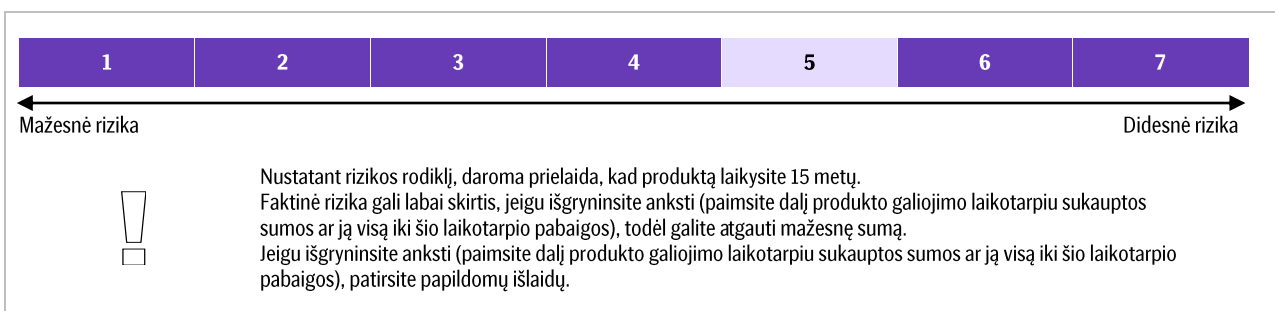 1 2 3 4 5 6 7
Mažesnė rizika Didesnė rizika
Nustatant rizikos rodiklį, daroma prielaida, kad produktą laikysite 15 metų.
Faktinė rizika gali labai skirtis, jeigu išgryninsite anksti (paimsite dalį produkto galiojimo laikotarpiu sukauptos
sumos ar ją visą iki šio laikotarpio pabaigos), todėl galite atgauti mažesnę sumą.
Jeigu išgryninsite anksti (paimsite dalį produkto galiojimo laikotarpiu sukauptos sumos ar ją visą iki šio laikotarpio
pabaigos), patirsite papildomų išlaidų.